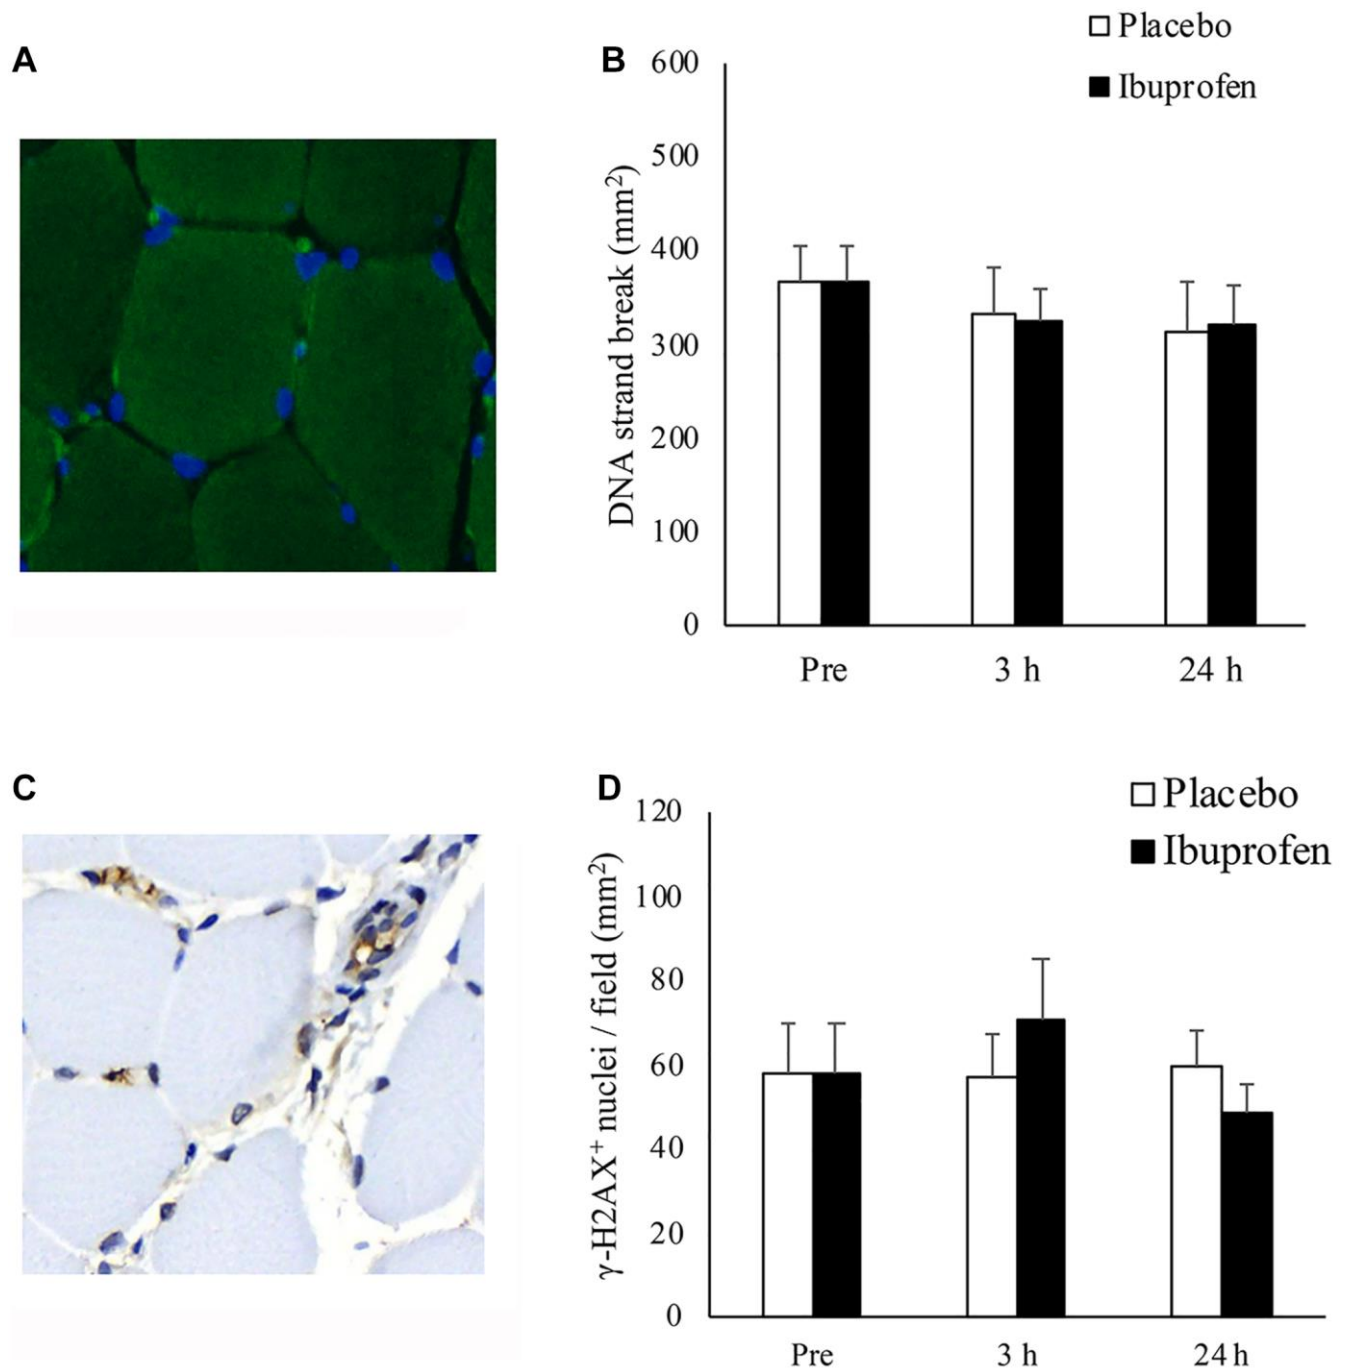 A
B
Placebo
Ibuprofen
600
500
400
300
200
100
0
DNA strand break (mm²)
Pre 3 h 24 h
C
D
Placebo
Ibuprofen
120
100
80
60
40
20
0
γ-H2AX⁺ nuclei / field (mm²)
Pre 3 h 24 h